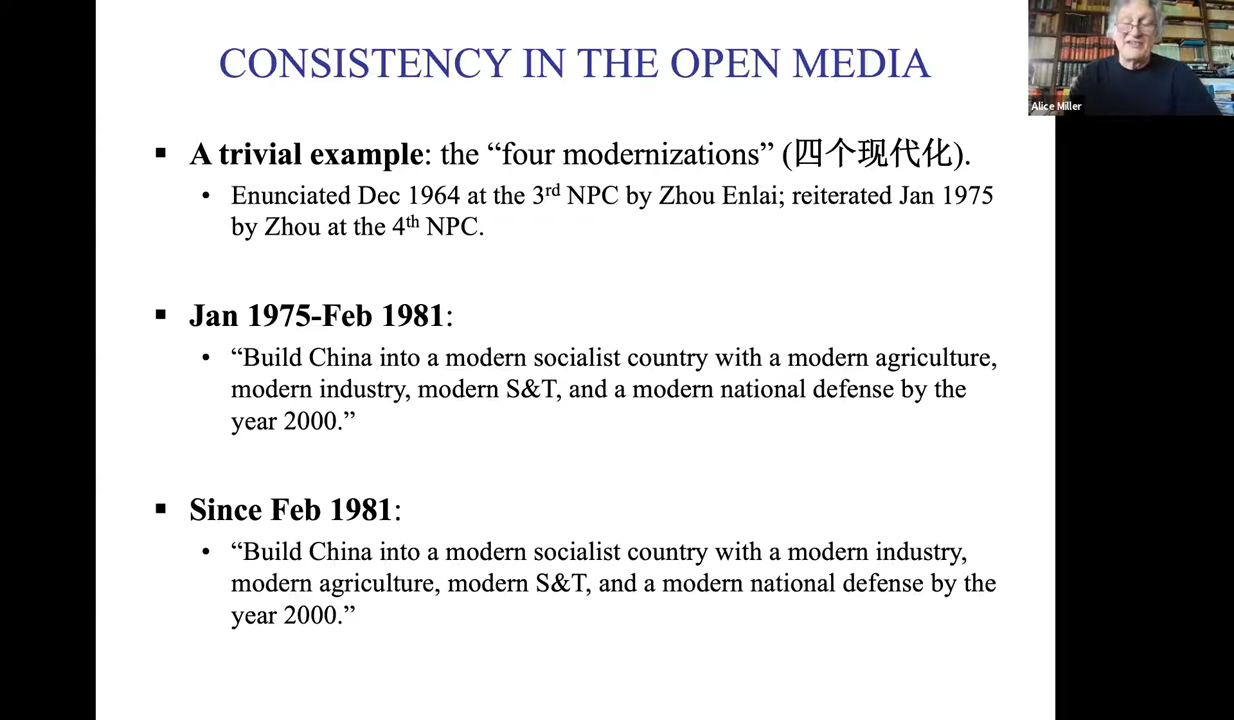 CONSISTENCY IN THE OPEN MEDIA
Alice Miller
▪ A trivial example: the “four modernizations” (四个现代化).
• Enunciated Dec 1964 at the 3rd NPC by Zhou Enlai; reiterated Jan 1975
by Zhou at the 4th NPC.
▪ Jan 1975-Feb 1981:
• “Build China into a modern socialist country with a modern agriculture,
modern industry, modern S&T, and a modern national defense by the
year 2000.”
▪ Since Feb 1981:
• “Build China into a modern socialist country with a modern industry,
modern agriculture, modern S&T, and a modern national defense by the
year 2000.”